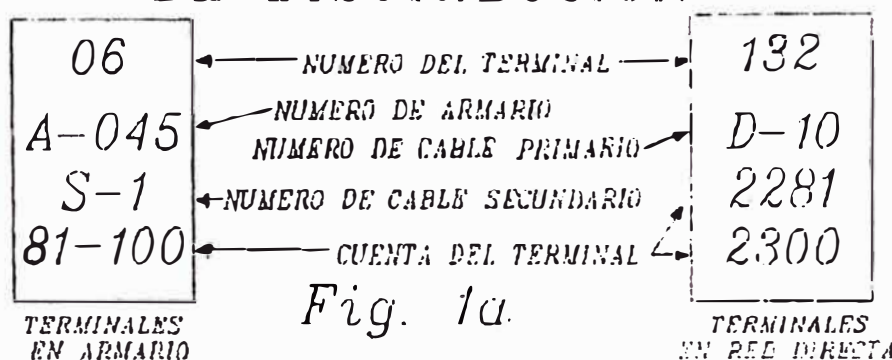 06 NUMERO DEL TERMINAL 132
NUMERO DE ARMARIO
A-045 D-10
NUMERO DE CABLE PRIMARIO
S-1 NUMERO DE CABLE SECUNDARIO 2281
81-100 CUENTA DEL TERMINAL 2300
Fig. 1a.
TERMINALES TERMINALES
EN ARMARIO EN RED DIRECTA